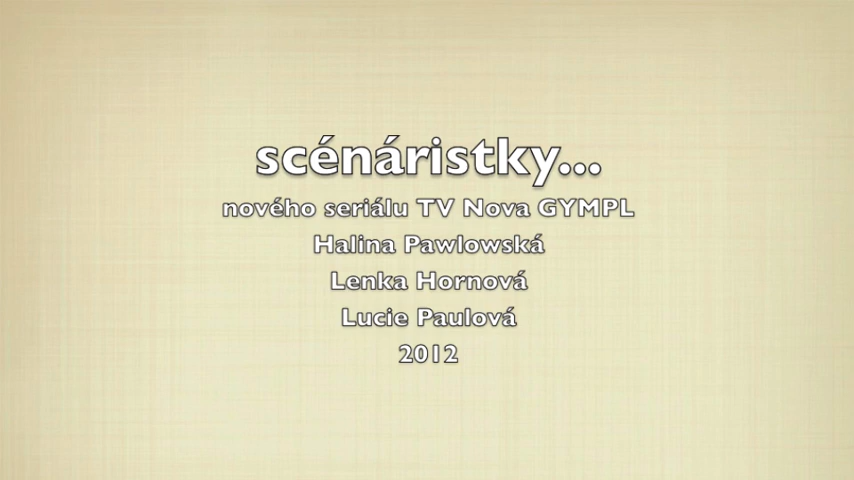 scénáristky...
nového seriálu TV Nova GYMPL
Halina Pawlowská
Lenka Hornová
Lucie Paulová
2012